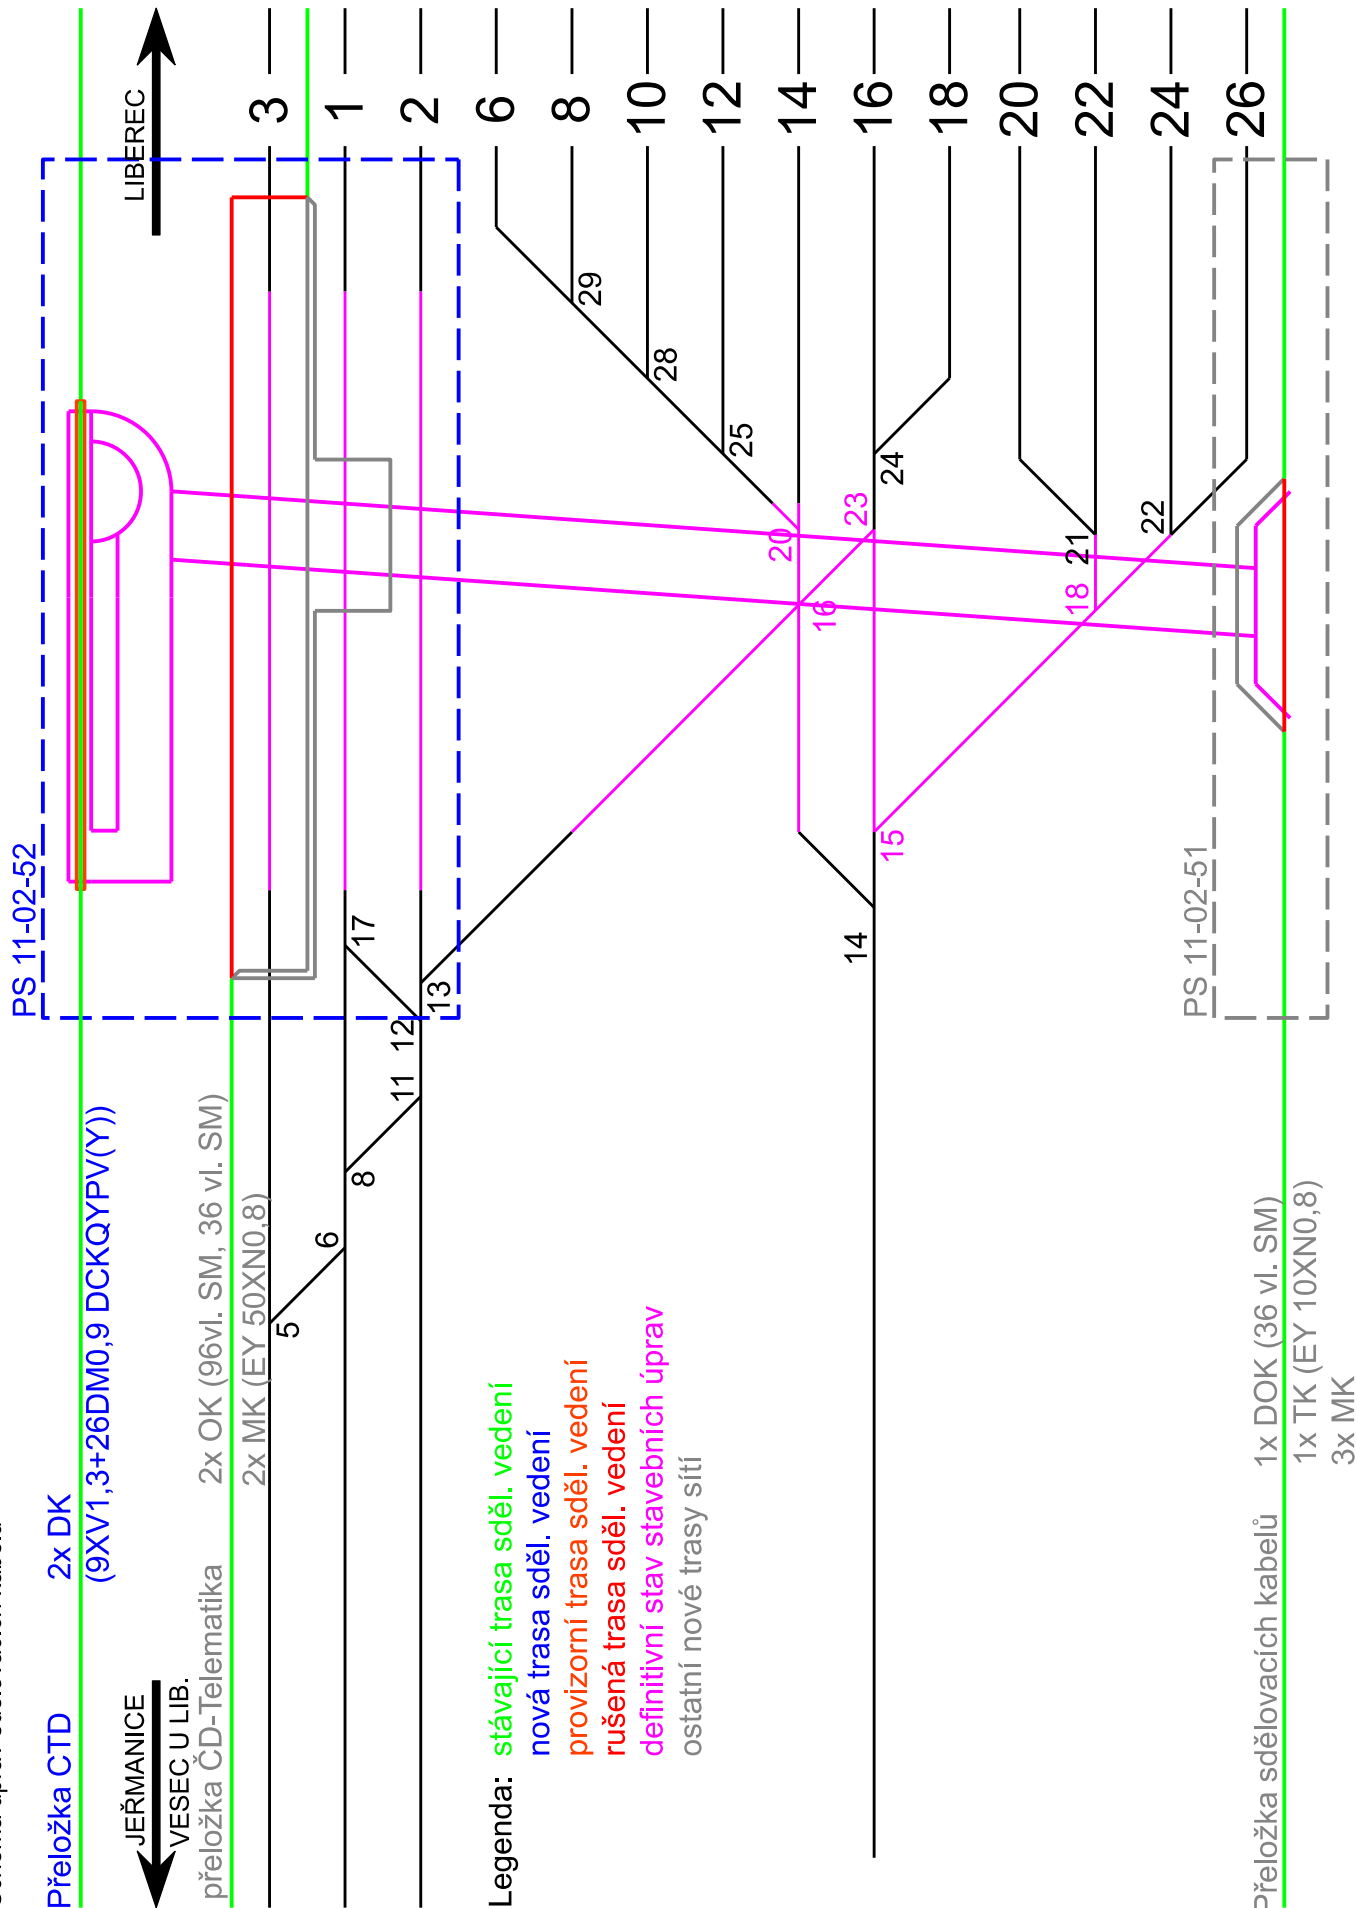 Přeložka CTD
2x DK
(9XV1,3+26DM0,9 DCKQYPV(Y))
PS 11-02-52
JEŘMANICE
VESEC U LIB.
LIBEREC
přeložka ČD-Telematika
2x OK (96vl. SM, 36 vl. SM)
2x MK (EY 50XN0,8)
3
1
2
6
8
10
12
14
16
18
20
22
24
26
5
6
8
11
12
13
17
14
15
16
20
23
18
21
22
24
25
28
29
Legenda:
stávající trasa sděl. vedení
nová trasa sděl. vedení
provizorní trasa sděl. vedení
rušená trasa sděl. vedení
definitivní stav stavebních úprav
ostatní nové trasy sítí
PS 11-02-51
Přeložka sdělovacích kabelů
1x DOK (36 vl. SM)
1x TK (EY 10XN0,8)
3x MK